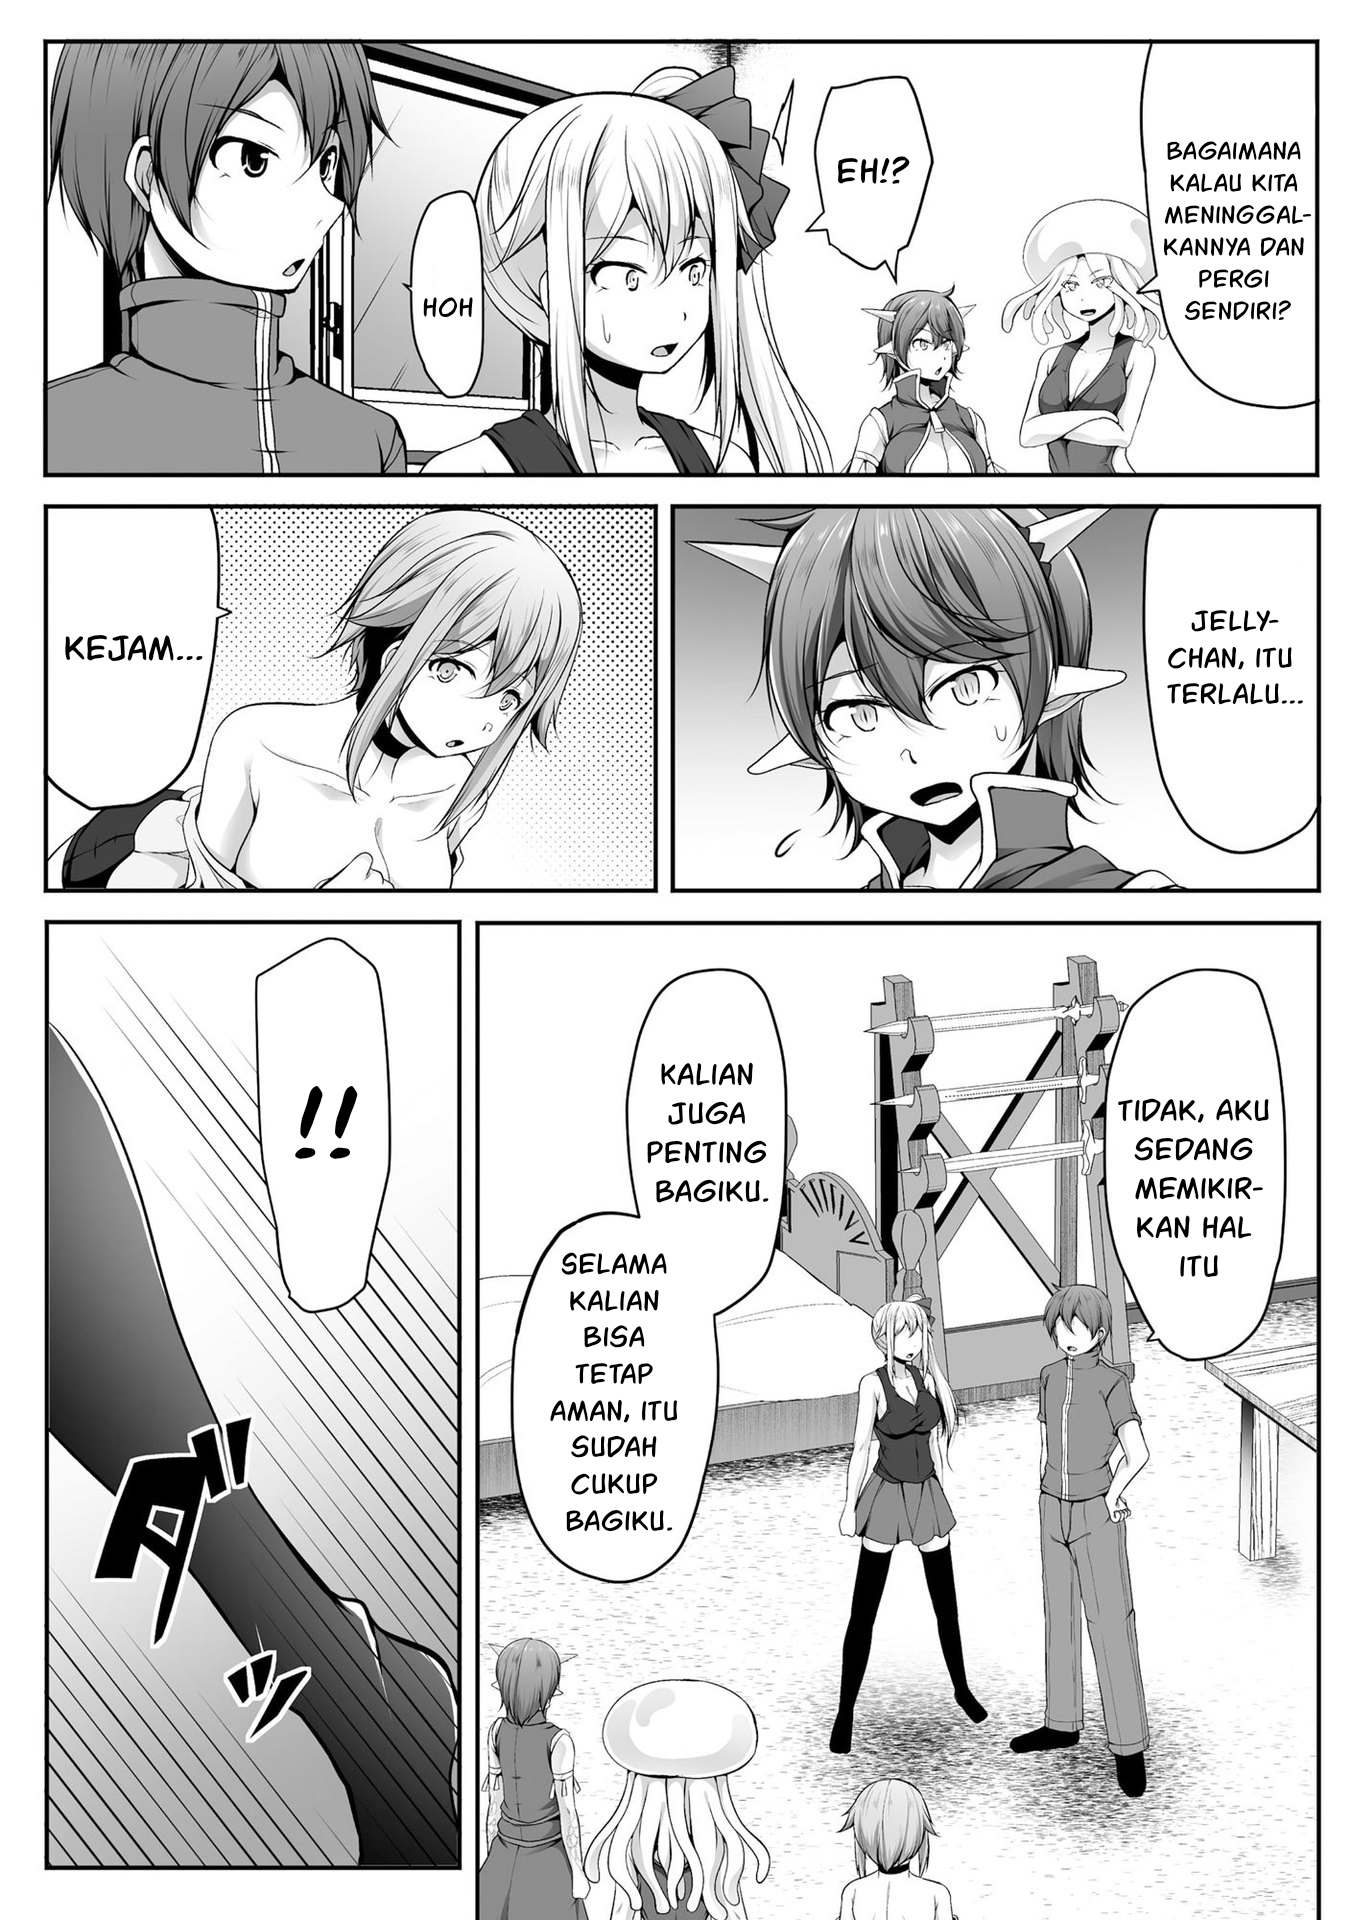 BAGAIMANA
KALAU KITA
MENINGGAL-
KANNYA DAN
PERGI
SENDIRI?
EH!?
HOH
JELLY-
CHAN, ITU
TERLALU...
KEJAM...
TIDAK, AKU
SEDANG
MEMIKIR-
KAN HAL
ITU
KALIAN
JUGA
PENTING
BAGIKU.
SELAMA
KALIAN
BISA
TETAP
AMAN, ITU
SUDAH
CUKUP
BAGIKU.
!!
ダッ